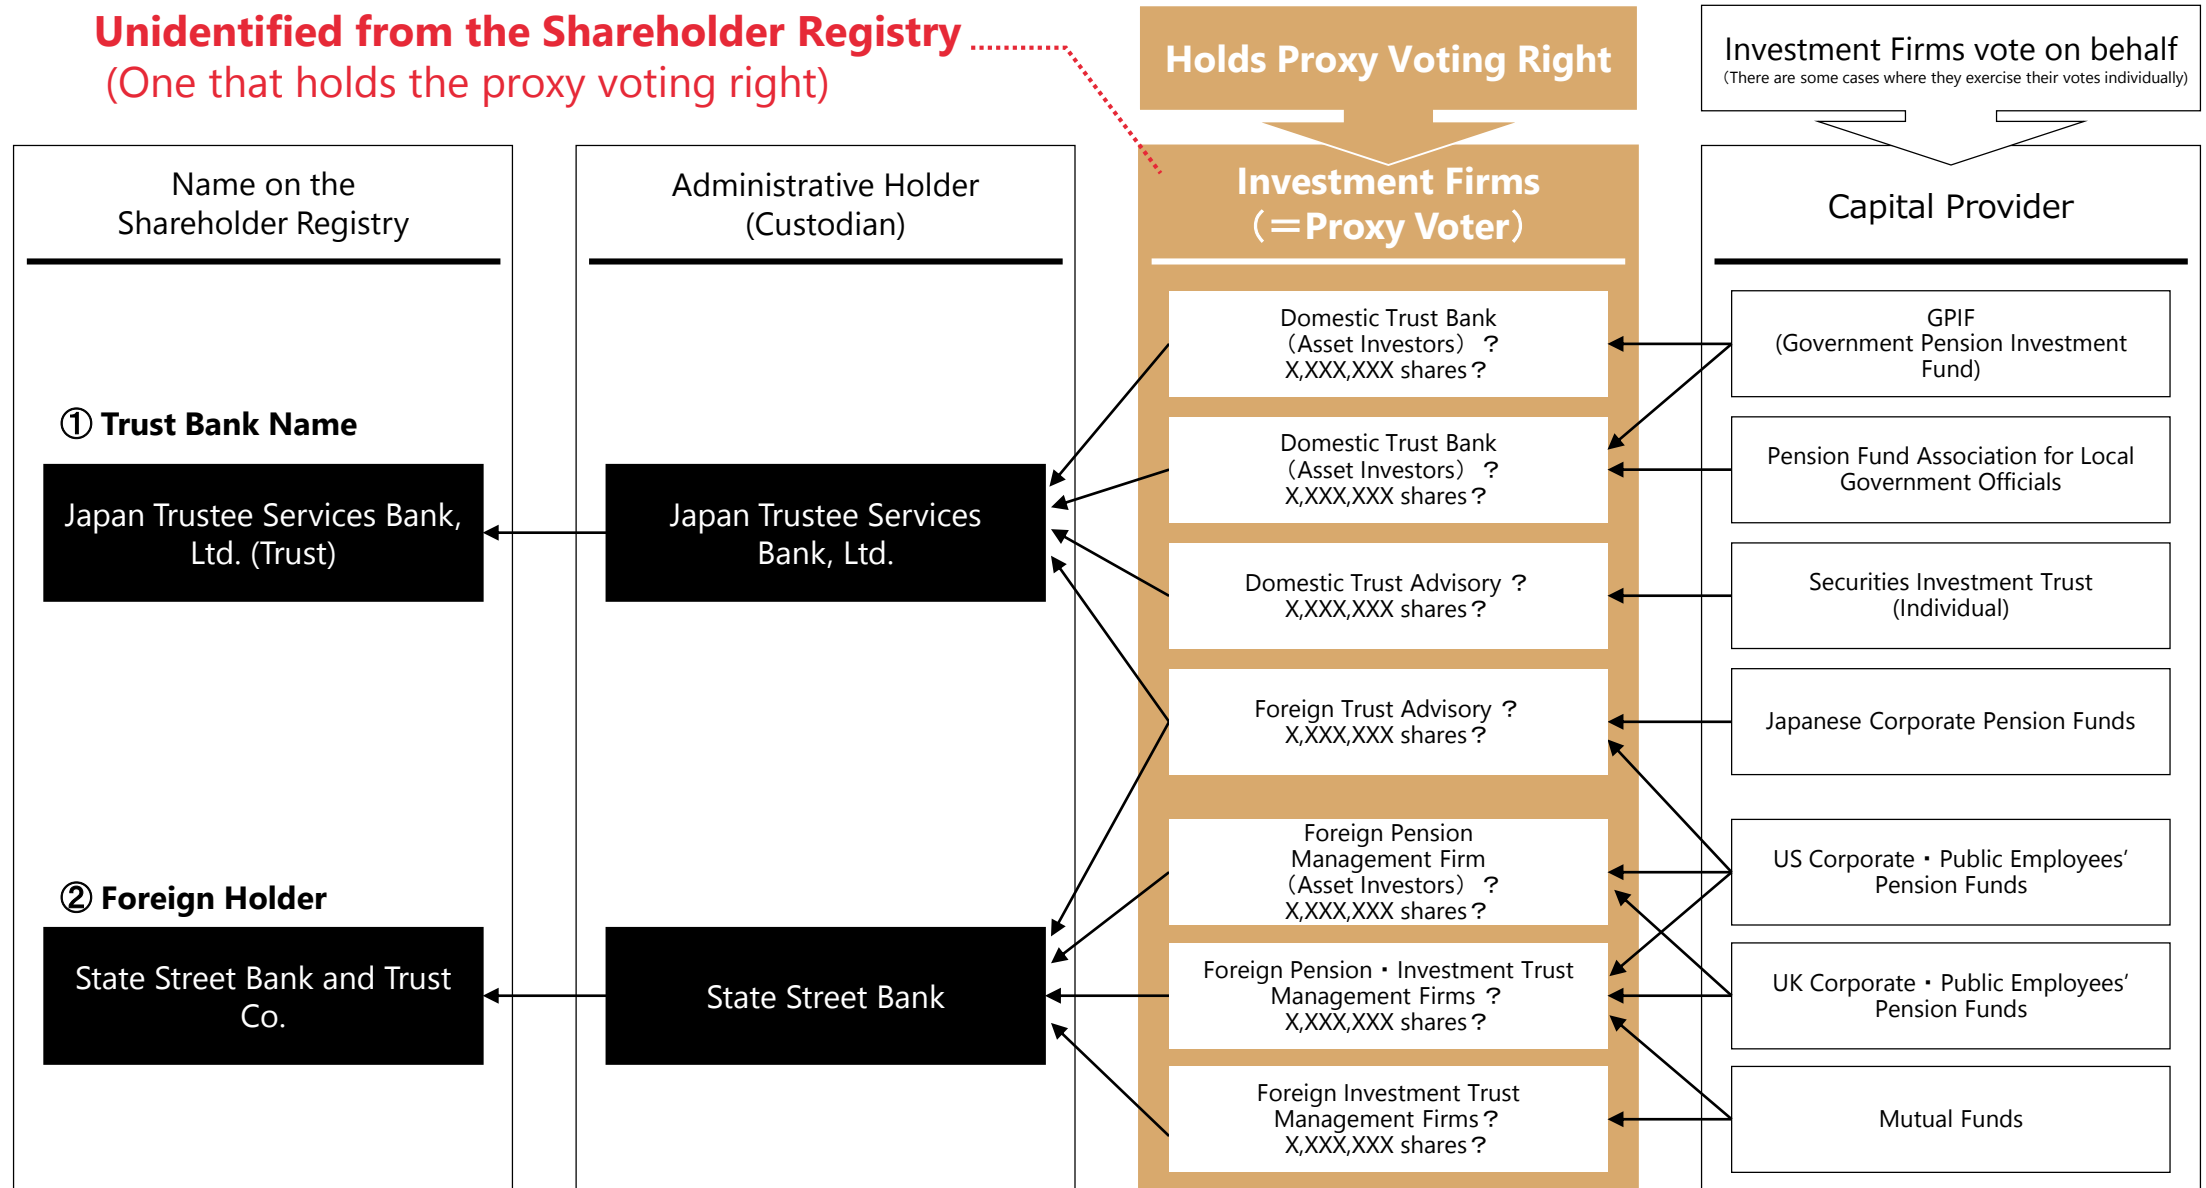 Unidentified from the Shareholder Registry
(One that holds the proxy voting right)
Holds Proxy Voting Right
Investment Firms vote on behalf
(There are some cases where they exercise their votes individually)
Name on the
Shareholder Registry
① Trust Bank Name
Japan Trustee Services Bank,
Ltd. (Trust)
② Foreign Holder
State Street Bank and Trust
Co.
Administrative Holder
(Custodian)
Japan Trustee Services
Bank, Ltd.
State Street Bank
Investment Firms
（＝Proxy Voter）
Domestic Trust Bank
（Asset Investors）？
X,XXX,XXX shares？
Domestic Trust Bank
（Asset Investors）？
X,XXX,XXX shares？
Domestic Trust Advisory ？
X,XXX,XXX shares？
Foreign Trust Advisory ？
X,XXX,XXX shares？
Foreign Pension
Management Firm
（Asset Investors）？
X,XXX,XXX shares？
Foreign Pension・Investment Trust
Management Firms ？
X,XXX,XXX shares？
Foreign Investment Trust
Management Firms？
X,XXX,XXX shares？
Capital Provider
GPIF
(Government Pension Investment
Fund)
Pension Fund Association for Local
Government Officials
Securities Investment Trust
(Individual)
Japanese Corporate Pension Funds
US Corporate・Public Employees’
Pension Funds
UK Corporate・Public Employees’
Pension Funds
Mutual Funds